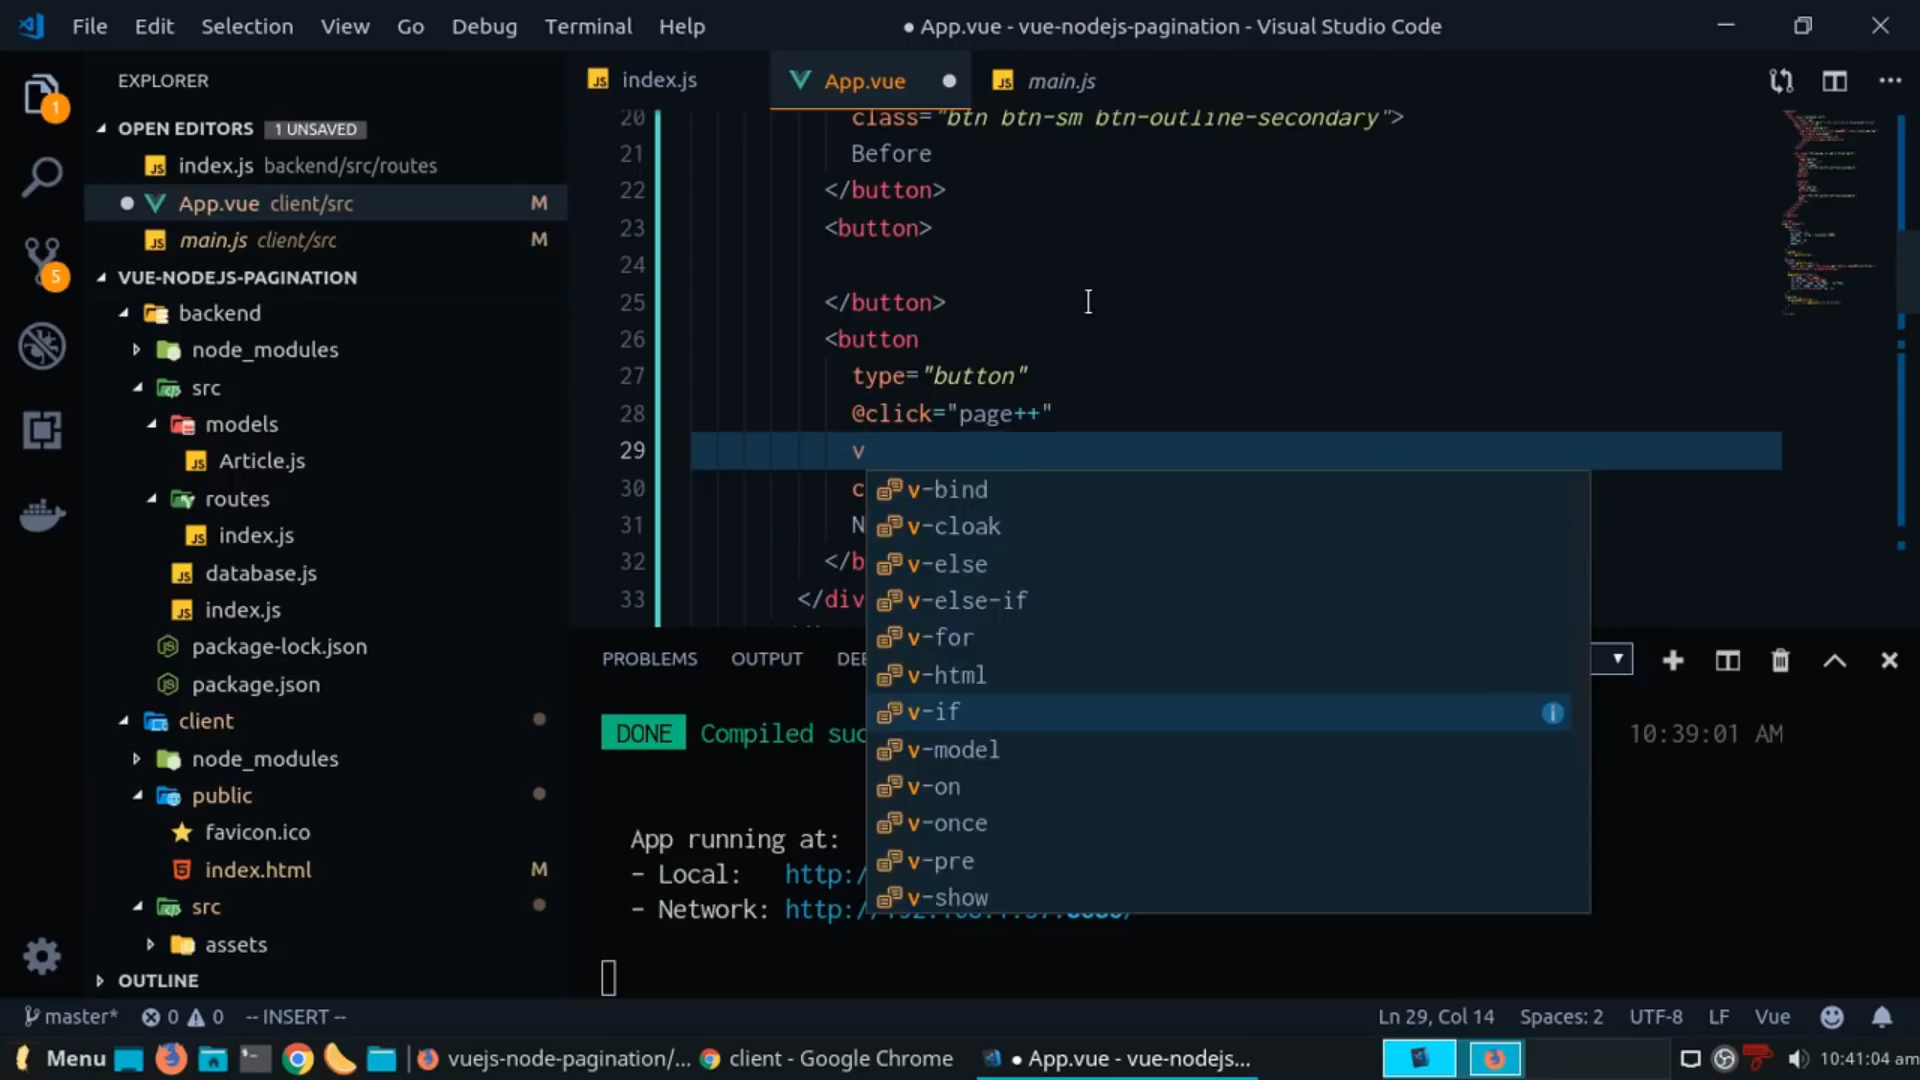 File Edit Selection View Go Debug Terminal Help
● App.vue - vue-nodejs-pagination - Visual Studio Code
EXPLORER
OPEN EDITORS 1 UNSAVED
index.js backend/src/routes
App.vue client/src M
main.js client/src M
VUE-NODEJS-PAGINATION
backend
node_modules
src
models
Article.js
routes
index.js
database.js
index.js
package-lock.json
package.json
client
node_modules
public
favicon.ico
index.html M
src
assets
OUTLINE
1
5
index.js
App.vue
main.js
20 class="btn btn-sm btn-outline-secondary">
21 Before
22 </button>
23 <button>
24
25 </button>
26 <button
27 type="button"
28 @click="page++"
29 v
30 c
31 N
32 </b
33 </div
v-bind
v-cloak
v-else
v-else-if
v-for
v-html
v-if
v-model
v-on
v-once
v-pre
v-show
PROBLEMS OUTPUT DE
DONE Compiled suc 10:39:01 AM
App running at:
- Local: http:/
- Network: http:/
master* 0 0 -- INSERT --
Ln 29, Col 14 Spaces: 2 UTF-8 LF Vue
Menu
vuejs-node-pagination/...
client - Google Chrome
● App.vue - vue-nodejs...
10:41:04 am